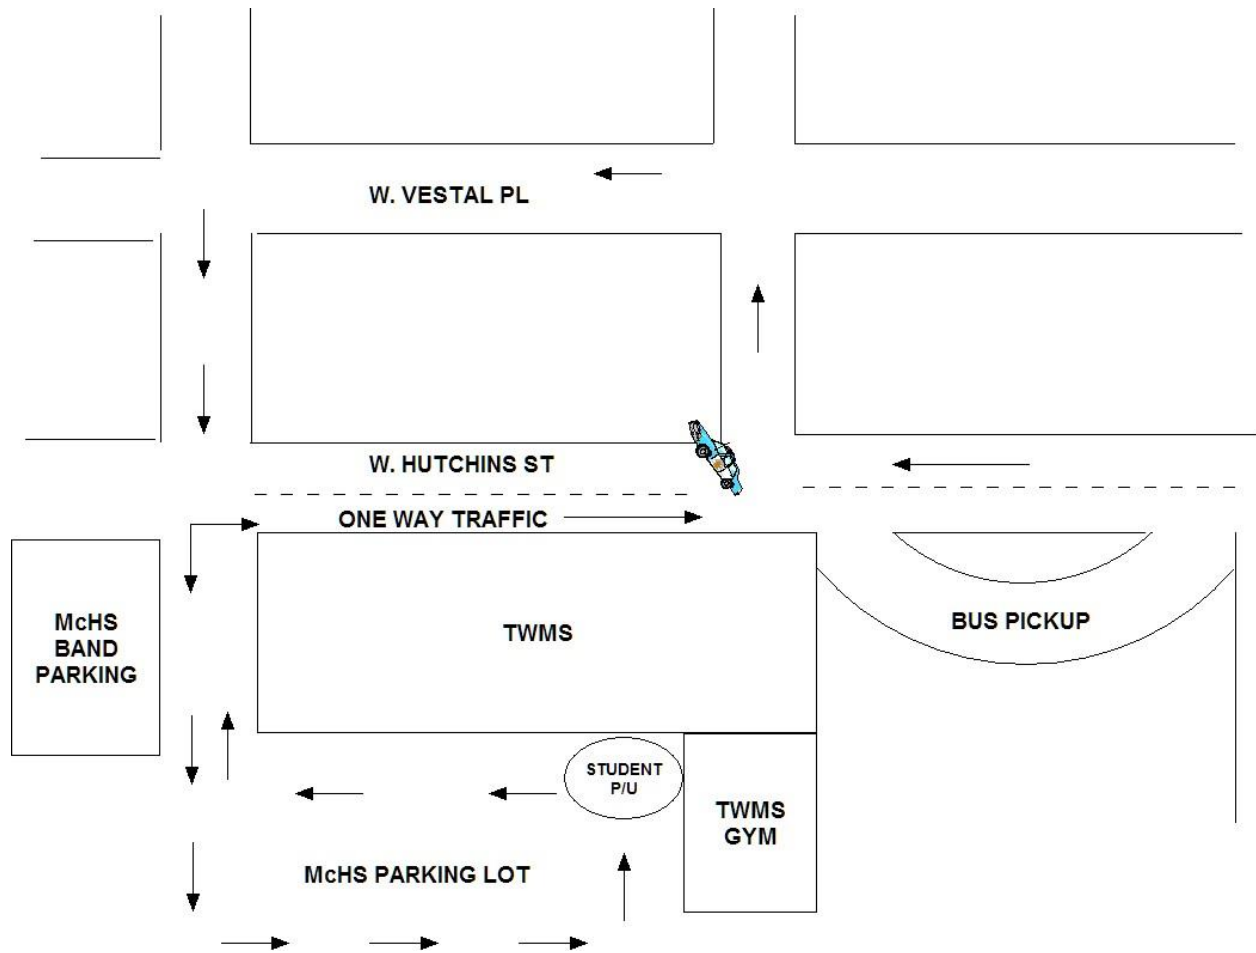 W. VESTAL PL
W. HUTCHINS ST
ONE WAY TRAFFIC
McHS
BAND
PARKING
TWMS
BUS PICKUP
STUDENT
P/U
TWMS
GYM
McHS PARKING LOT